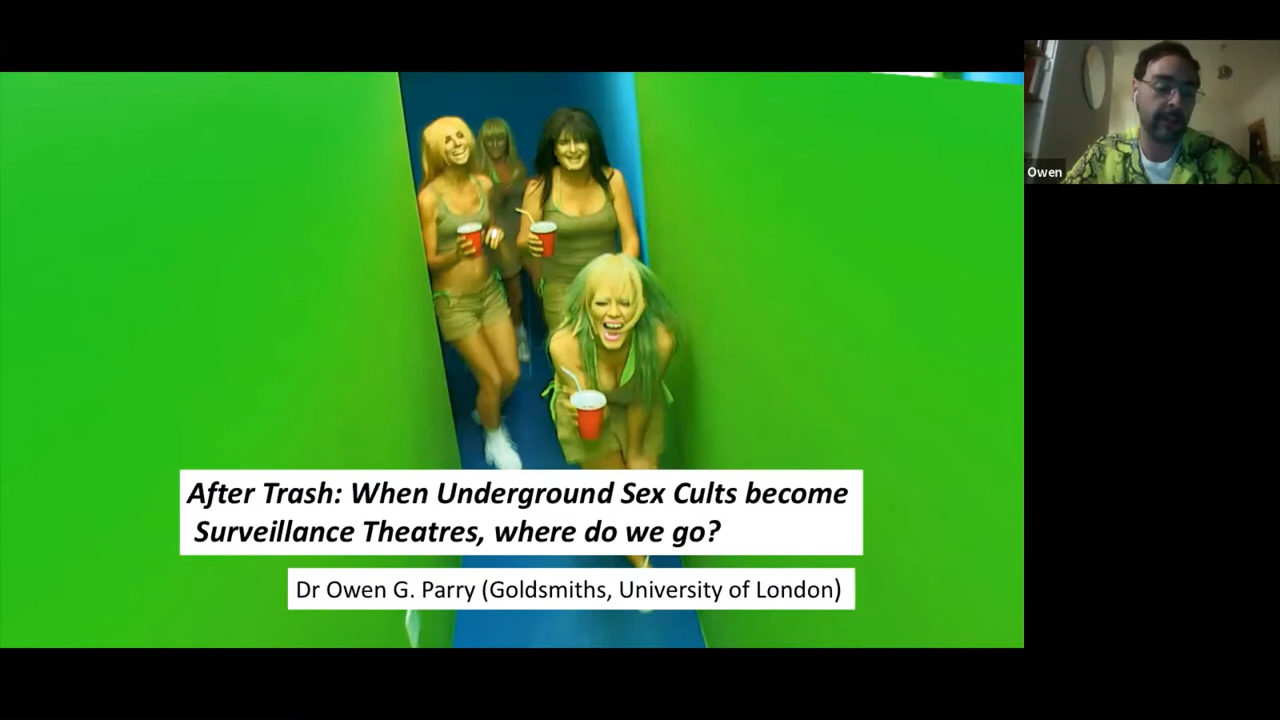 After Trash: When Underground Sex Cults become
Surveillance Theatres, where do we go?
Dr Owen G. Parry (Goldsmiths, University of London)
Owen